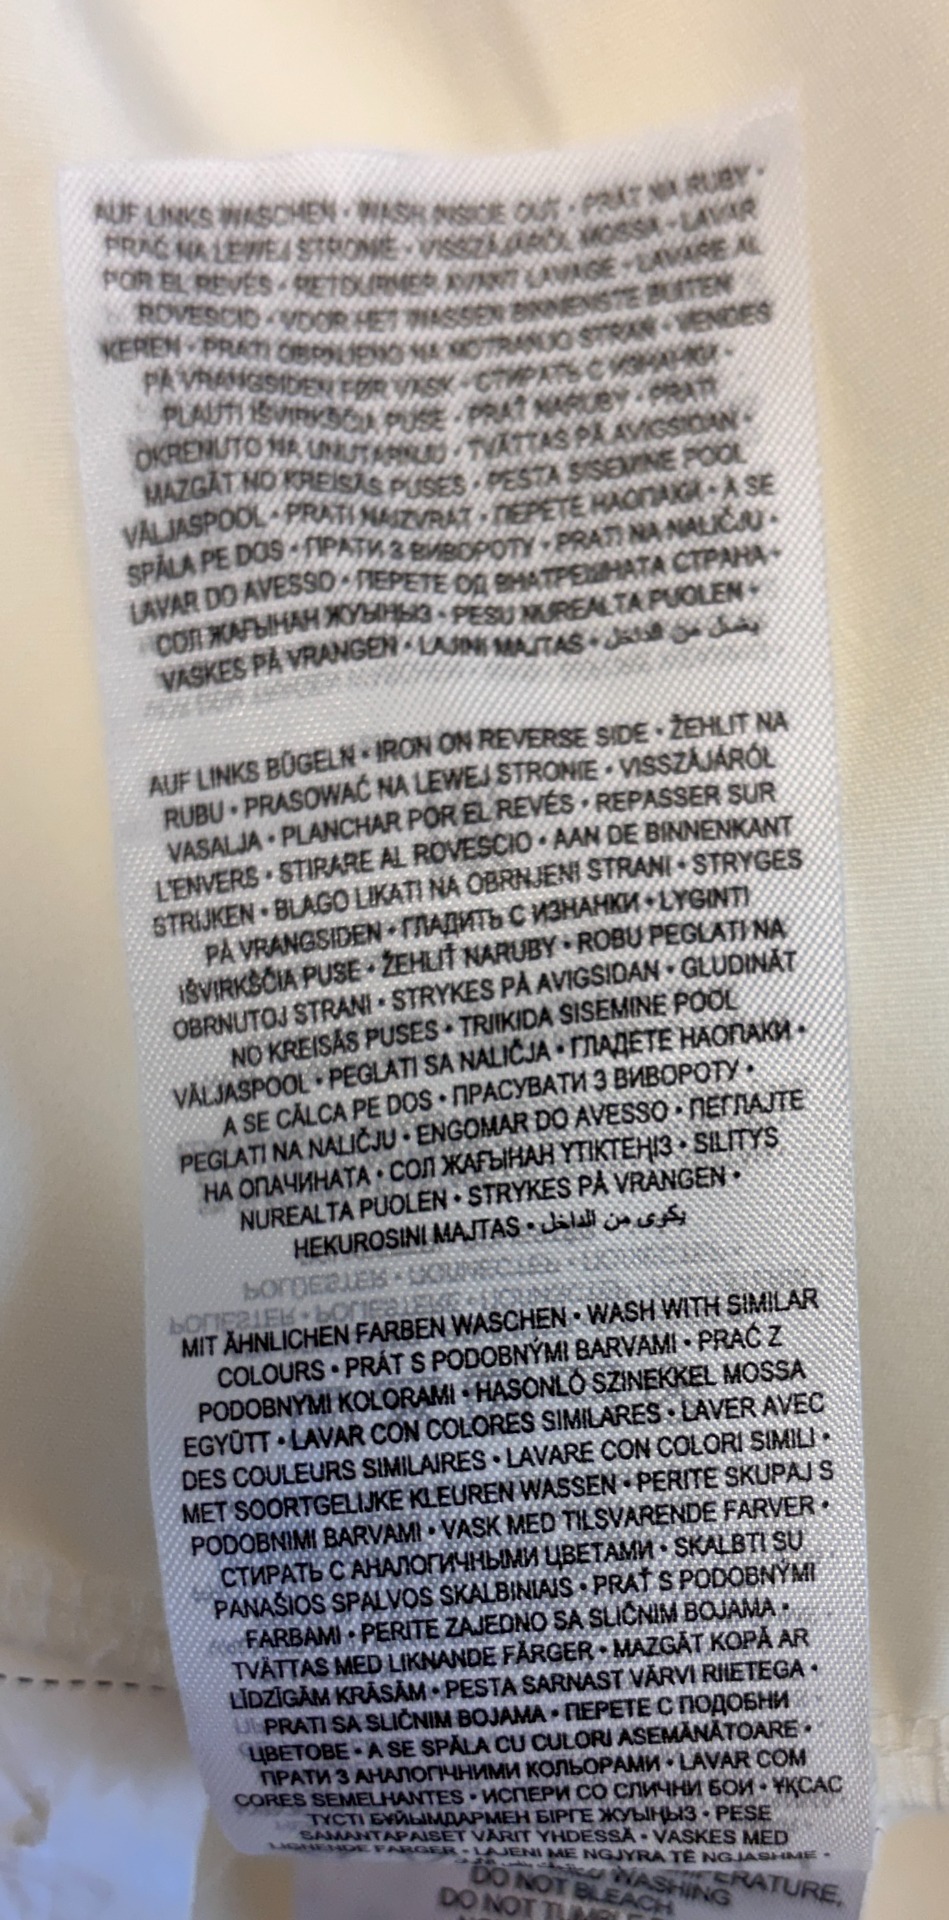 AUF LINKS WASCHEN • WASH INSIDE OUT • PRÁT NA RUBY •
PRAĆ NA LEWEJ STRONIE • VISSZÁJÁRÓL MOSSA • LAVAR
POR EL REVÉS • RETOURNER AVANT LAVAGE • LAVARE AL
ROVESCIO • VOOR HET WASSEN BINNENSTE BUITEN
KEREN • PRATI OBRNJENO NA NOTRANJO STRAN • VENDES
PÅ VRANGSIDEN FØR VASK • СТИРАТЬ С ИЗНАНКИ •
PLAUTI IŠVIRKŠČIA PUSE • PRAŤ NARUBY • PRATI
OKRENUTO NA UNUTARNJU • TVÄTTAS PÅ AVIGSIDAN •
MAZGĀT NO KREISĀS PUSES • PESTA SISEMINE POOL
VÄLJASPOOL • PRATI NAIZVRAT • ПЕРЕТЕ НАОПАКИ • A SE
SPĂLA PE DOS • ПРАТИ З ВИВОРОТУ • PRATI NA NALIČJU •
LAVAR DO AVESSO • ПЕРЕТЕ ОД ВНАТРЕШНАТА СТРАНА •
СОЛ ЖАҒЫНАН ЖУЫҢЫЗ • PESU NUREALTA PUOLEN •
VASKES PÅ VRANGEN • LAJINI MAJTAS • يغسل من الداخل
AUF LINKS BÜGELN • IRON ON REVERSE SIDE • ŽEHLIT NA
RUBU • PRASOWAĆ NA LEWEJ STRONIE • VISSZÁJÁRÓL
VASALJA • PLANCHAR POR EL REVÉS • REPASSER SUR
L'ENVERS • STIRARE AL ROVESCIO • AAN DE BINNENKANT
STRIJKEN • BLAGO LIKATI NA OBRNJENI STRANI • STRYGES
PÅ VRANGSIDEN • ГЛАДИТЬ С ИЗНАНКИ • LYGINTI
IŠVIRKŠČIA PUSE • ŽEHLIŤ NARUBY • ROBU PEGLATI NA
OBRNUTOJ STRANI • STRYKES PÅ AVIGSIDAN • GLUDINĀT
NO KREISĀS PUSES • TRIIKIDA SISEMINE POOL
VÄLJASPOOL • PEGLATI SA NALIČJA • ГЛАДЕТЕ НАОПАКИ •
A SE CĂLCA PE DOS • ПРАСУВАТИ З ВИВОРОТУ •
PEGLATI NA NALIČJU • ENGOMAR DO AVESSO • ПЕГЛАЈТЕ
НА ОПАЧИНАТА • СОЛ ЖАҒЫНАН ҮТІКТЕҢІЗ • SILITYS
NUREALTA PUOLEN • STRYKES PÅ VRANGEN •
HEKUROSINI MAJTAS • يكوى من الداخل
MIT ÄHNLICHEN FARBEN WASCHEN • WASH WITH SIMILAR
COLOURS • PRÁT S PODOBNÝMI BARVAMI • PRAĆ Z
PODOBNYMI KOLORAMI • HASONLÓ SZINEKKEL MOSSA
EGYÜTT • LAVAR CON COLORES SIMILARES • LAVER AVEC
DES COULEURS SIMILAIRES • LAVARE CON COLORI SIMILI •
MET SOORTGELIJKE KLEUREN WASSEN • PERITE SKUPAJ S
PODOBNIMI BARVAMI • VASK MED TILSVARENDE FARVER •
СТИРАТЬ С АНАЛОГИЧНЫМИ ЦВЕТАМИ • SKALBTI SU
PANAŠIOS SPALVOS SKALBINIAIS • PRAŤ S PODOBNÝMI
FARBAMI • PERITE ZAJEDNO SA SLIČNIM BOJAMA •
TVÄTTAS MED LIKNANDE FÄRGER • MAZGĀT KOPĀ AR
LĪDZĪGĀM KRĀSĀM • PESTA SARNAST VÄRVI RIIETEGA •
PRATI SA SLIČNIM BOJAMA • ПЕРЕТЕ С ПОДОБНИ
ЦВЕТОВЕ • A SE SPĂLA CU CULORI ASEMĂNĂTOARE •
ПРАТИ З АНАЛОГІЧНИМИ КОЛЬОРАМИ • LAVAR COM
CORES SEMELHANTES • ИСПЕРИ СО СЛИЧНИ БОИ • ҰҚСАС
ТҮСТІ БҰЙЫМДАРМЕН БІРГЕ ЖУЫҢЫЗ • PESE
SAMANTAPAISET VÄRIT YHDESSÄ • VASKES MED
LIGNENDE FARGER • LAJENI ME NGJYRA TË NGJASHME •
WASHING TEMPERATURE,
DO NOT BLEACH
DO NOT TUMBLE